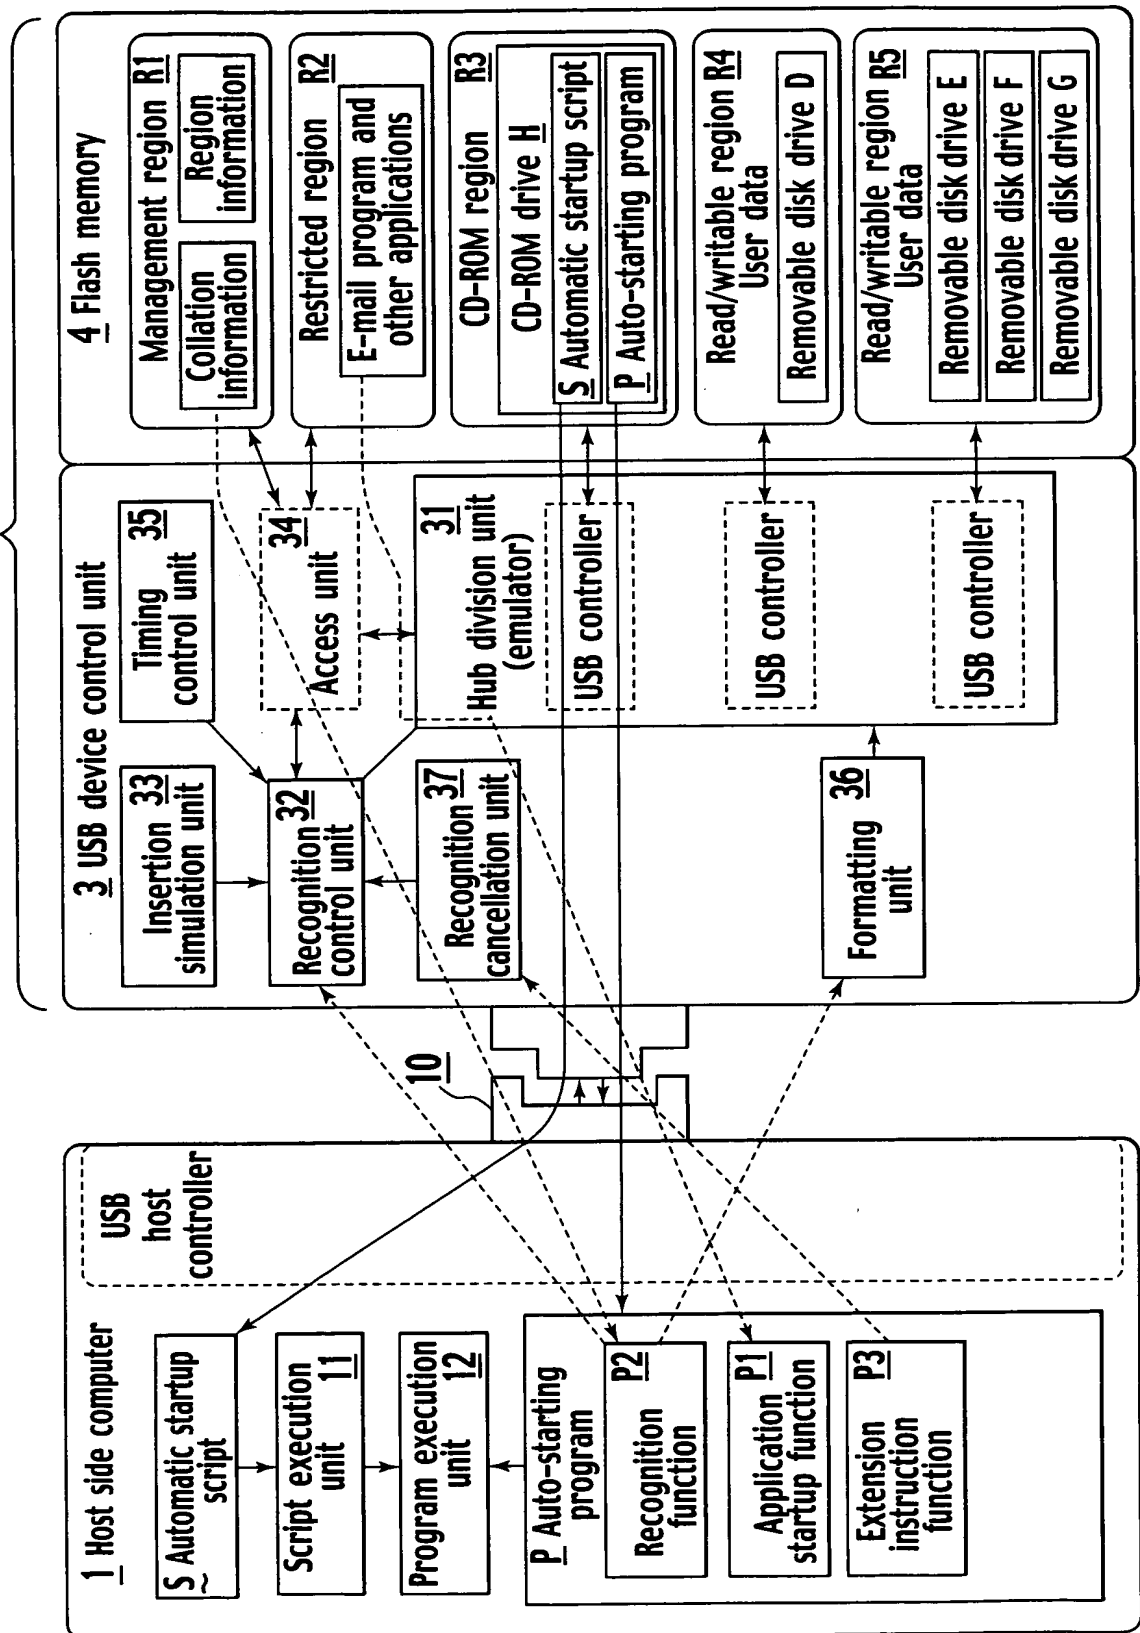 1 Host side computer
USB
host
controller
S Automatic startup
script
Script execution
unit 11
Program execution
unit 12
P Auto-starting
program
Recognition
function
P2
Application
startup function
P1
Extension
instruction
function
P3
10
3 USB device control unit
Insertion 33
simulation unit
Timing 35
control unit
Recognition 32
control unit
34
Access unit
Recognition 37
cancellation unit
31
Hub division unit
(emulator)
USB controller
USB controller
USB controller
Formatting 36
unit
4 Flash memory
Management region R1
Collation
information
Region
information
Restricted region R2
E-mail program and
other applications
CD-ROM region R3
CD-ROM drive H
S Automatic startup script
P Auto-starting program
Read/writable region R4
User data
Removable disk drive D
Read/writable region R5
User data
Removable disk drive E
Removable disk drive F
Removable disk drive G